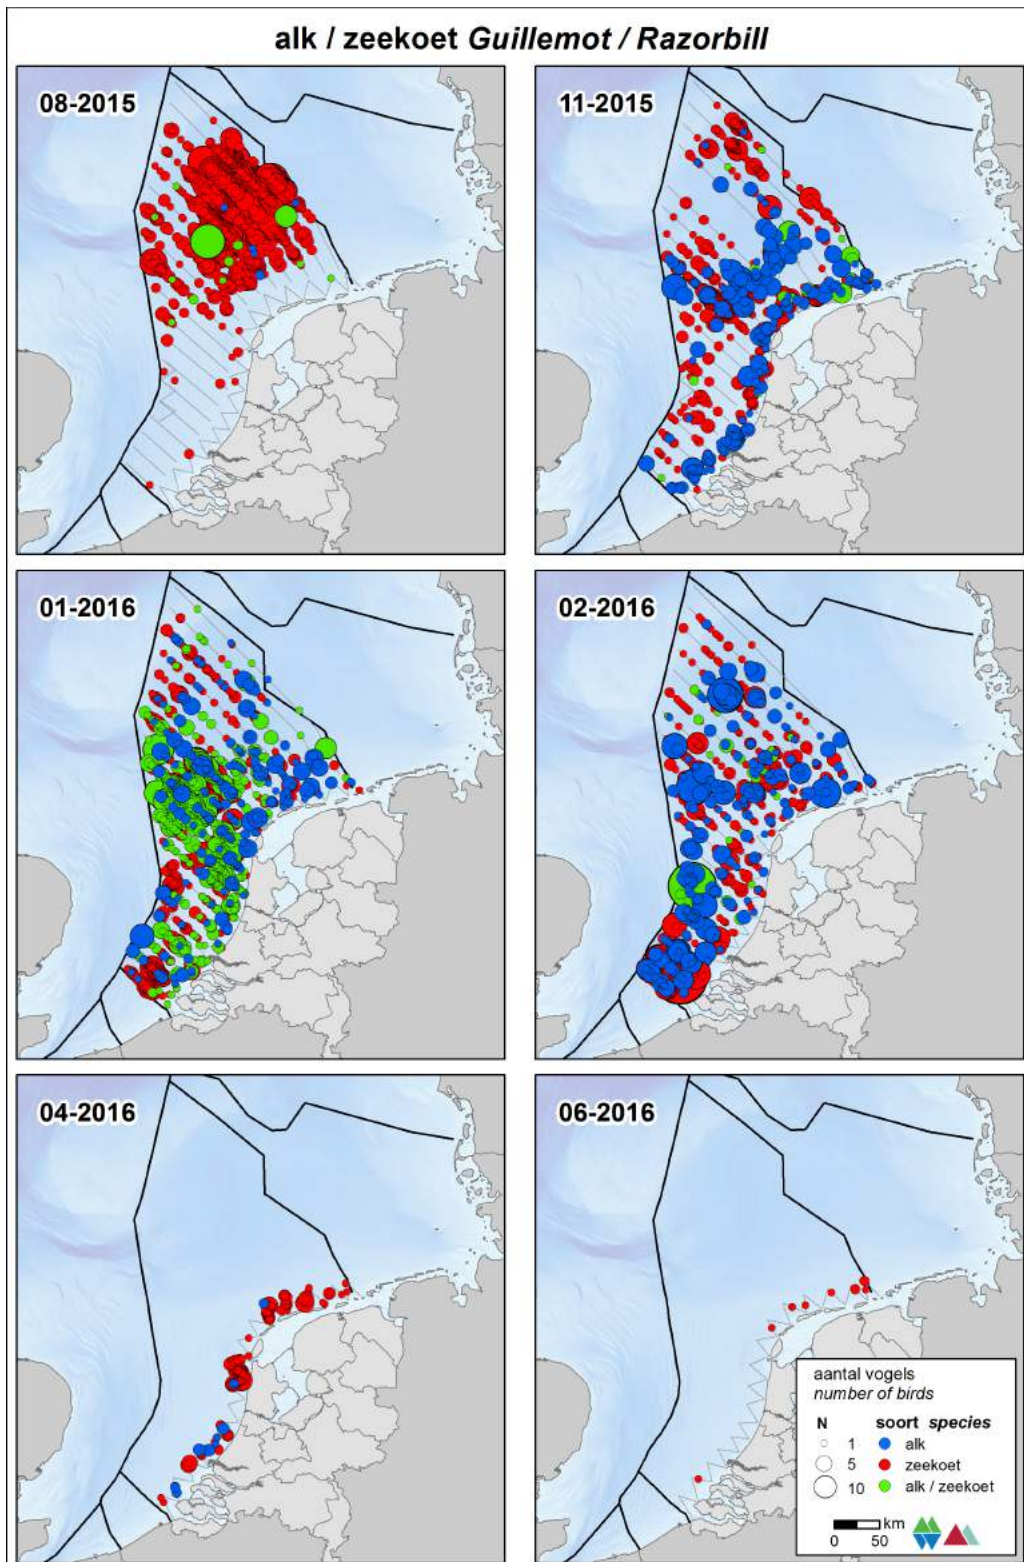 alk / zeekoet Guillemot / Razorbill
08-2015
11-2015
01-2016
02-2016
04-2016
06-2016
aantal vogels
number of birds
N soort species
1 alk
5 zeekoet
10 alk / zeekoet
km
0 50